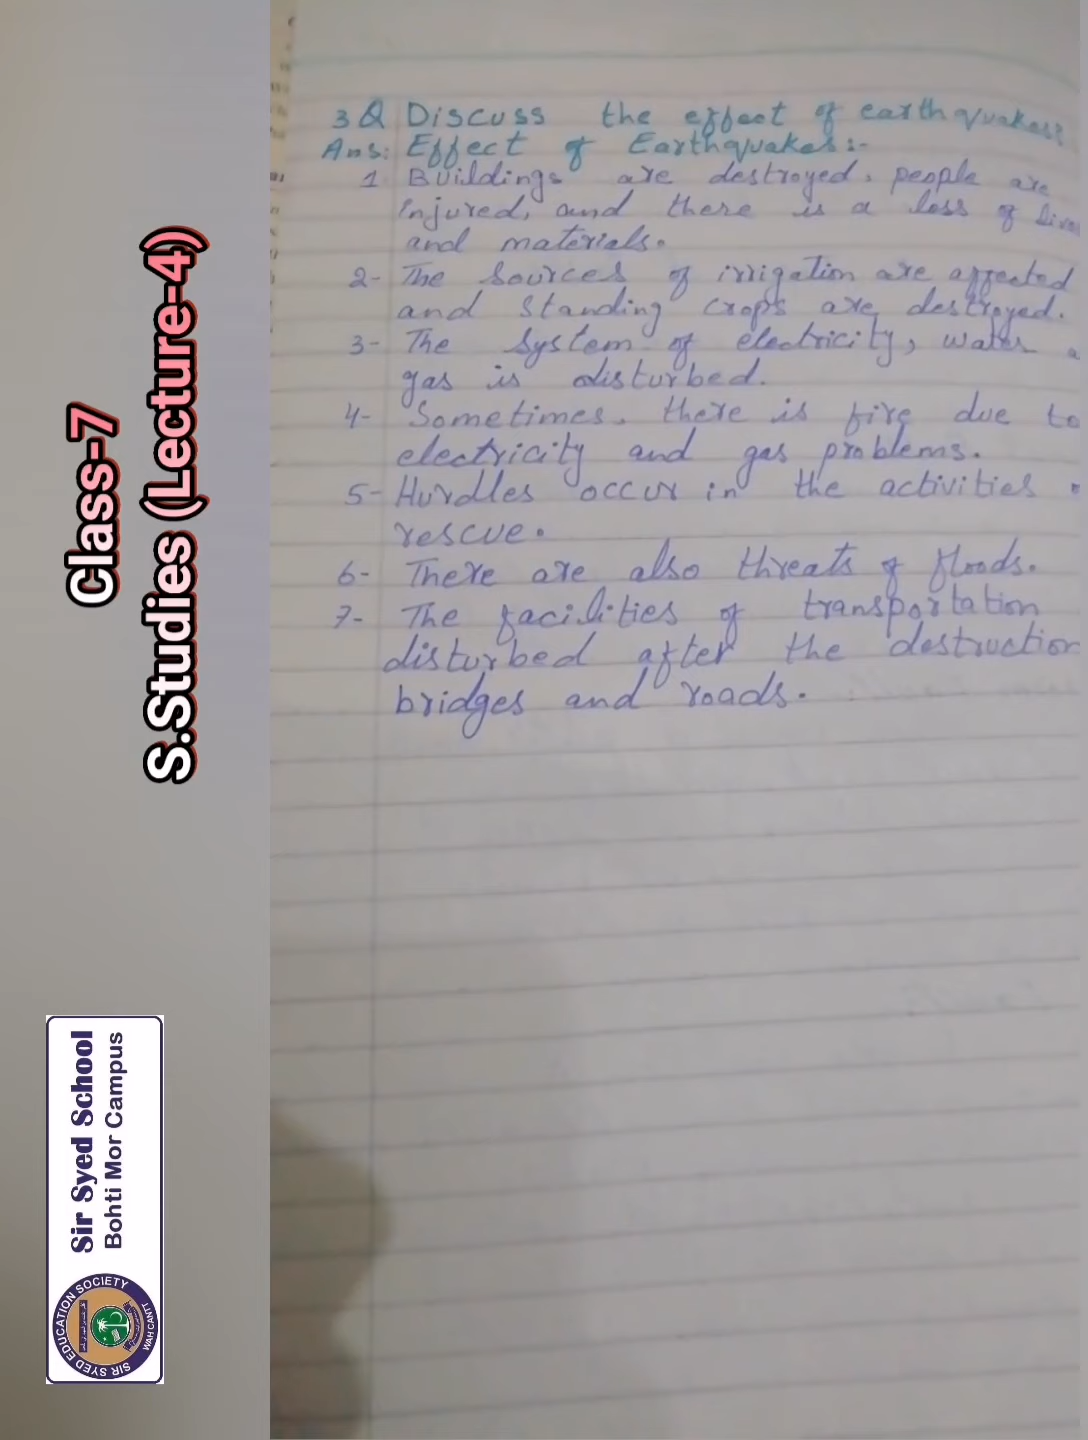 Class-7
S.Studies (Lecture-4)
Sir Syed School
Bohti Mor Campus
SIR SYED EDUCATION SOCIETY
WAH CANTT
3Q Discuss the effect of earthquakes?
Ans: Effect of Earthquakes:-
1 Buildings are destroyed, people are
injured, and there is a loss of lives
and materials.
2- The sources of irrigation are affected
and standing crops are destroyed.
3- The system of electricity, water a
gas is disturbed.
4- Sometimes, there is fire due to
electricity and gas problems.
5- Hurdles occur in the activities
rescue.
6- There are also threats of floods.
7- The facilities of transportation
disturbed after the destruction
bridges and roads.